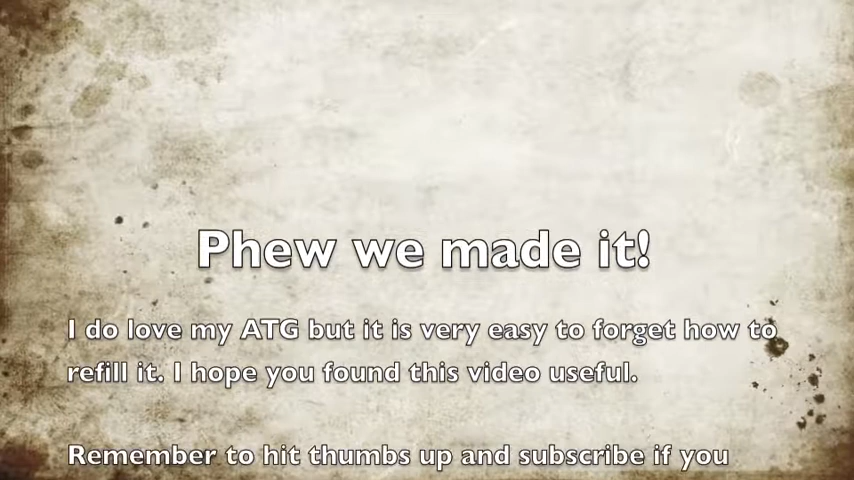 Phew we made it!
I do love my ATG but it is very easy to forget how to
refill it. I hope you found this video useful.
Remember to hit thumbs up and subscribe if you